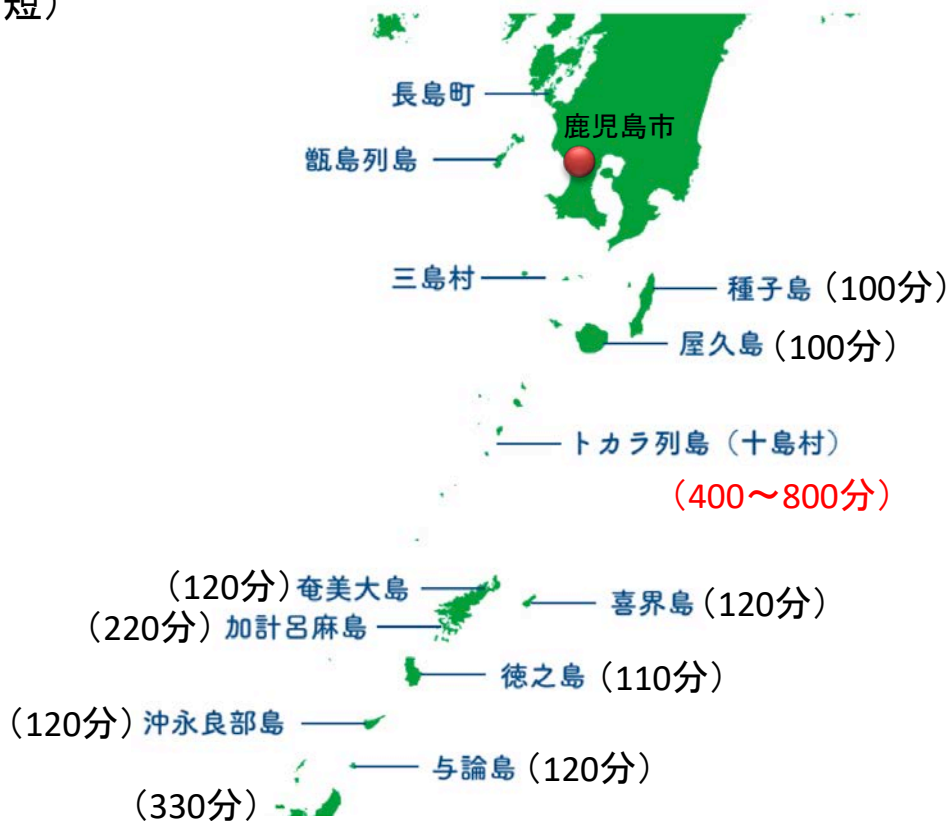 短）
長島町
鹿児島市
甑島列島
三島村
種子島（100分）
屋久島（100分）
トカラ列島（十島村）
（400～800分）
（120分）奄美大島
喜界島（120分）
（220分）加計呂麻島
徳之島（110分）
（120分）沖永良部島
与論島（120分）
（330分）